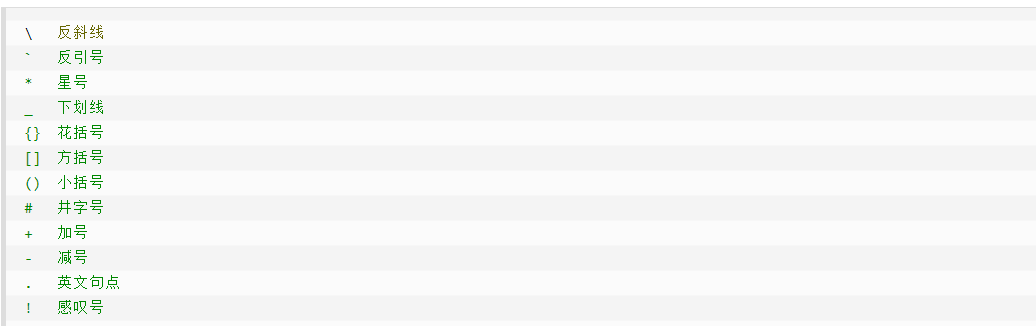 \ 反斜线
` 反引号
* 星号
_ 下划线
{} 花括号
[] 方括号
() 小括号
# 井字号
+ 加号
- 减号
. 英文句点
! 感叹号